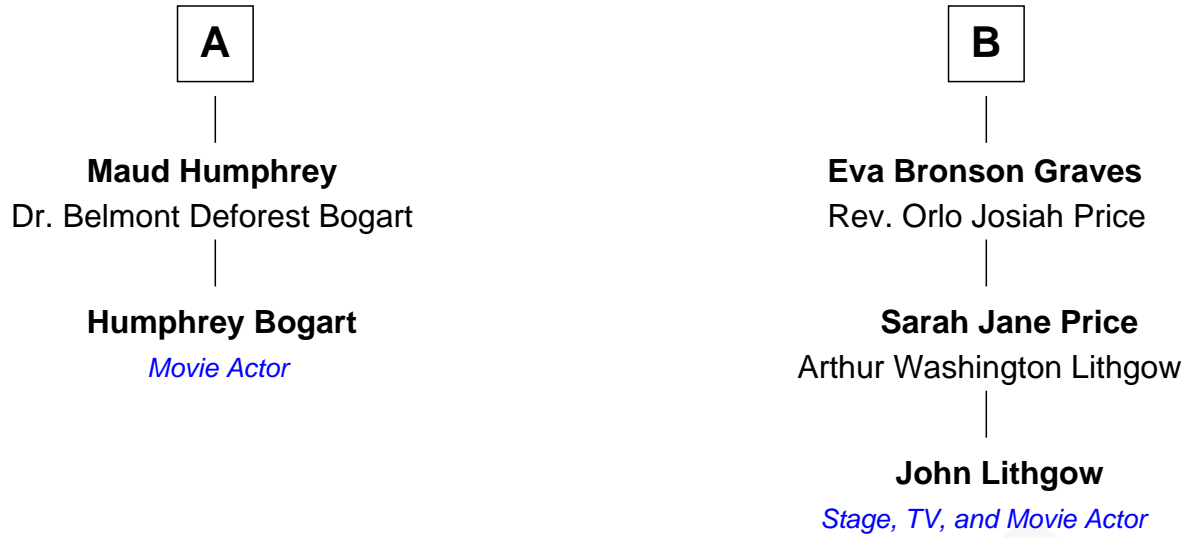 A
Maud Humphrey
Dr. Belmont Deforest Bogart
Humphrey Bogart
Movie Actor
B
Eva Bronson Graves
Rev. Orlo Josiah Price
Sarah Jane Price
Arthur Washington Lithgow
John Lithgow
Stage, TV, and Movie Actor